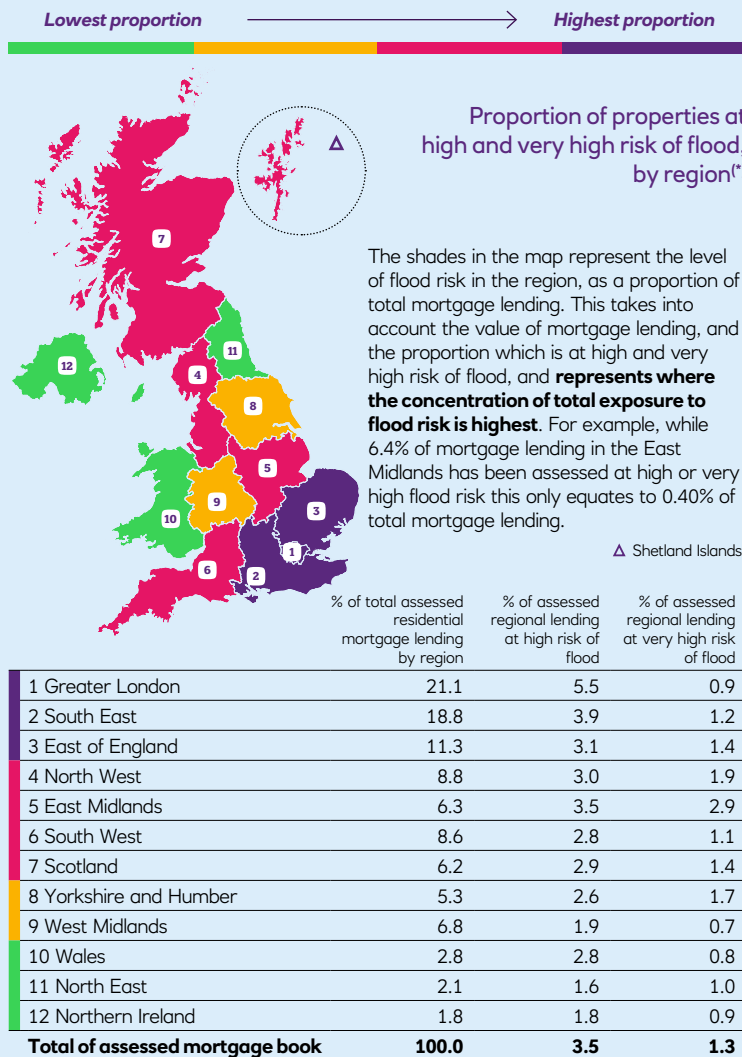 Lowest proportion
Highest proportion
Proportion of properties at
high and very high risk of flood,
by region(*
7
12
11
4
8
5
9
10
3
1
6
2
The shades in the map represent the level
of flood risk in the region, as a proportion of
total mortgage lending. This takes into
account the value of mortgage lending, and
the proportion which is at high and very
high risk of flood, and represents where
the concentration of total exposure to
flood risk is highest. For example, while
6.4% of mortgage lending in the East
Midlands has been assessed at high or very
high flood risk this only equates to 0.40% of
total mortgage lending.
Shetland Islands
% of total assessed
residential
mortgage lending
by region
% of assessed
regional lending
at high risk of
flood
% of assessed
regional lending
at very high risk
of flood
1 Greater London 21.1 5.5 0.9
2 South East 18.8 3.9 1.2
3 East of England 11.3 3.1 1.4
4 North West 8.8 3.0 1.9
5 East Midlands 6.3 3.5 2.9
6 South West 8.6 2.8 1.1
7 Scotland 6.2 2.9 1.4
8 Yorkshire and Humber 5.3 2.6 1.7
9 West Midlands 6.8 1.9 0.7
10 Wales 2.8 2.8 0.8
11 North East 2.1 1.6 1.0
12 Northern Ireland 1.8 1.8 0.9
Total of assessed mortgage book 100.0 3.5 1.3